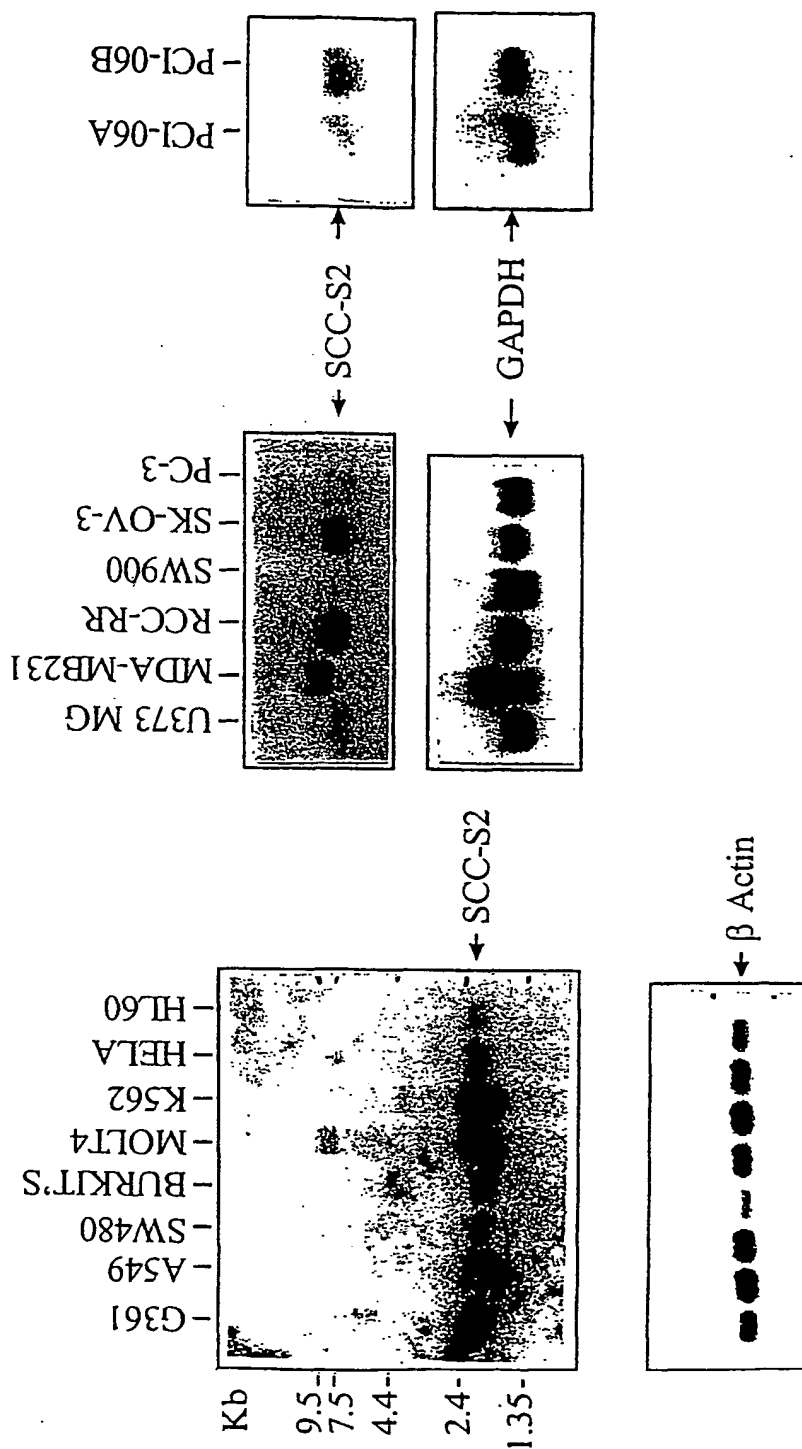 Kb
9.5
7.5
4.4
2.4
1.35
G361
A549
SW480
BURKIT'S
MOLT4
K562
HELA
HL60
SCC-S2
β Actin
U373 MG
MDA-MB231
RCC-RR
SW900
SK-OV-3
PC-3
SCC-S2
GAPDH
PCI-06A
PCI-06B